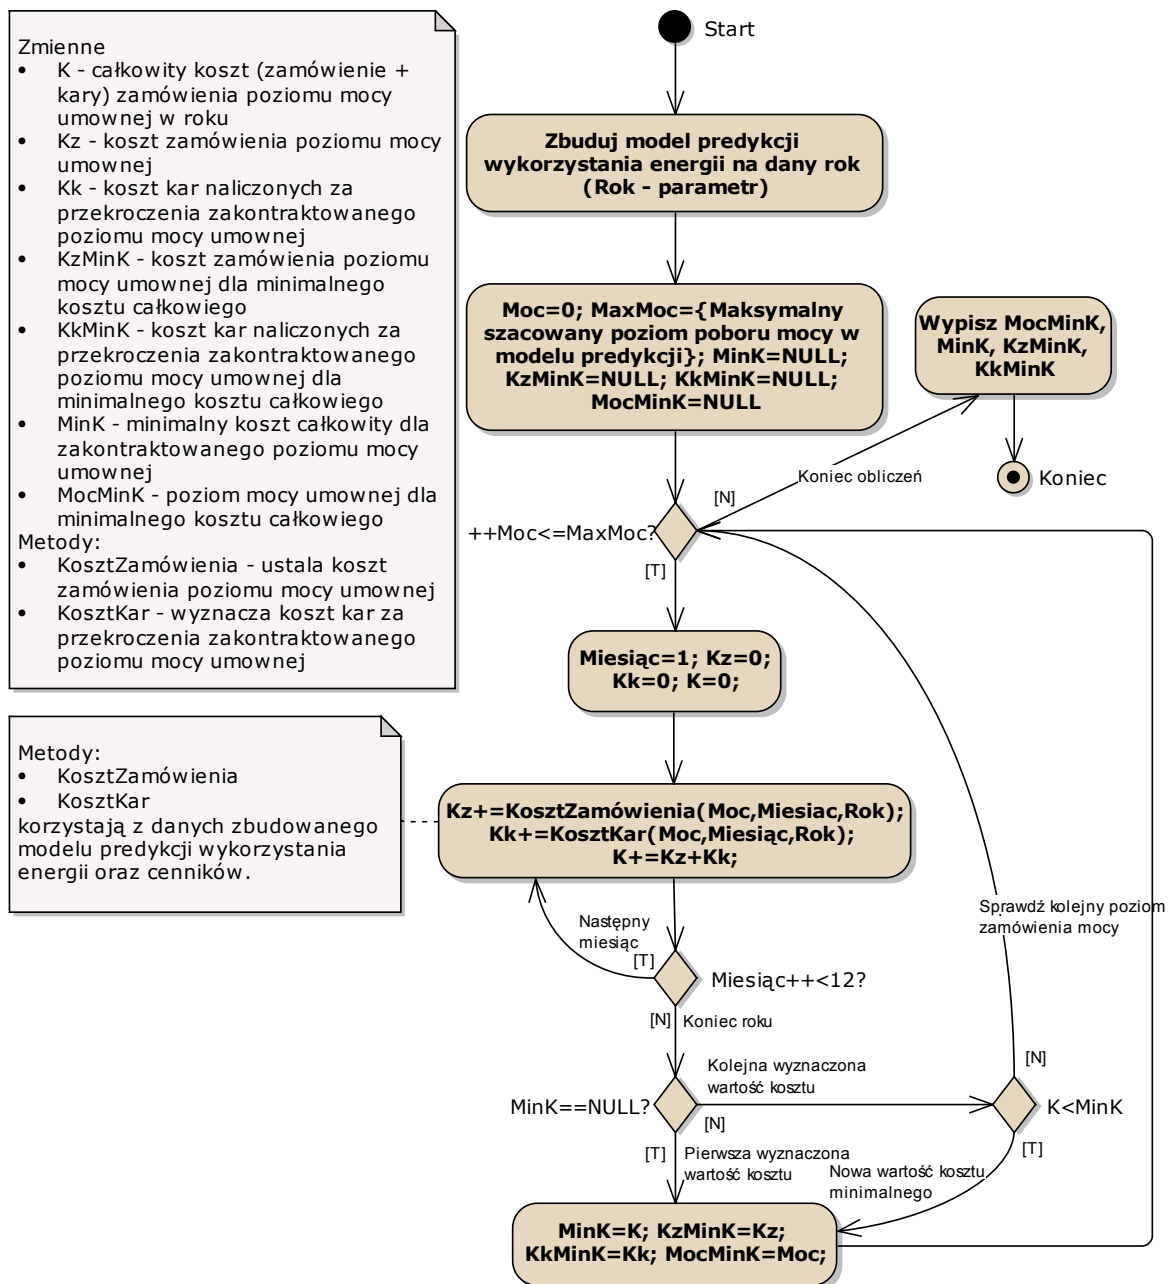 Zmienne
• K - całkowity koszt (zamówienie +
kary) zamówienia poziomu mocy
umownej w roku
• Kz - koszt zamówienia poziomu mocy
umownej
• Kk - koszt kar naliczonych za
przekroczenia zakontraktowanego
poziomu mocy umownej
• KzMinK - koszt zamówienia poziomu
mocy umownej dla minimalnego
kosztu całkowiego
• KkMinK - koszt kar naliczonych za
przekroczenia zakontraktowanego
poziomu mocy umownej dla
minimalnego kosztu całkowiego
• MinK - minimalny koszt całkowity dla
zakontraktowanego poziomu mocy
umownej
• MocMinK - poziom mocy umownej dla
minimalnego kosztu całkowiego
Metody:
• KosztZamówienia - ustala koszt
zamówienia poziomu mocy umownej
• KosztKar - wyznacza koszt kar za
przekroczenia zakontraktowanego
poziomu mocy umownej
Metody:
• KosztZamówienia
• KosztKar
korzystają z danych zbudowanego
modelu predykcji wykorzystania
energii oraz cenników.
Start
Zbuduj model predykcji
wykorzystania energii na dany rok
(Rok - parametr)
Moc=0; MaxMoc={Maksymalny
szacowany poziom poboru mocy w
modelu predykcji}; MinK=NULL;
KzMinK=NULL; KkMinK=NULL;
MocMinK=NULL
Wypisz MocMinK,
MinK, KzMinK,
KkMinK
Koniec obliczeń
Koniec
[N]
++Moc<=MaxMoc?
[T]
Miesiąc=1; Kz=0;
Kk=0; K=0;
Kz+=KosztZamówienia(Moc,Miesiac,Rok);
Kk+=KosztKar(Moc,Miesiąc,Rok);
K+=Kz+Kk;
Sprawdź kolejny poziom
zamówienia mocy
Następny
miesiąc
[T]
Miesiąc++<12?
[N]
Koniec roku
Kolejna wyznaczona
wartość kosztu
[N]
MinK==NULL?
K<MinK
[N]
[T]
[T]
Pierwsza wyznaczona
wartość kosztu
Nowa wartość kosztu
minimalnego
MinK=K; KzMinK=Kz;
KkMinK=Kk; MocMinK=Moc;